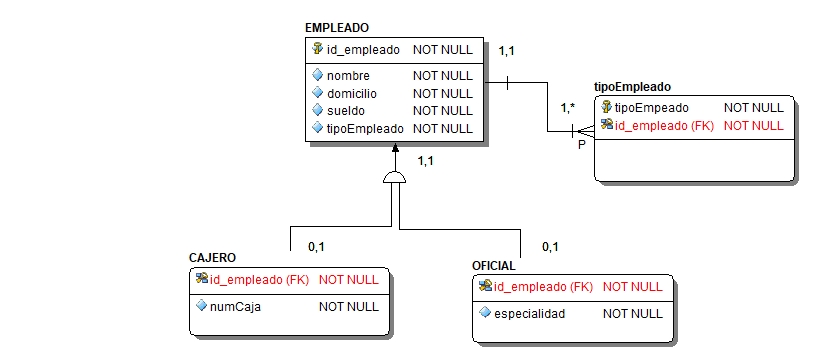 EMPLEADO
id_empleado NOT NULL
nombre NOT NULL
domicilio NOT NULL
sueldo NOT NULL
tipoEmpleado NOT NULL
1,1
tipoEmpleado
1,*
tipoEmpeado NOT NULL
id_empleado (FK) NOT NULL
P
1,1
0,1
0,1
CAJERO
id_empleado (FK) NOT NULL
numCaja NOT NULL
OFICIAL
id_empleado (FK) NOT NULL
especialidad NOT NULL